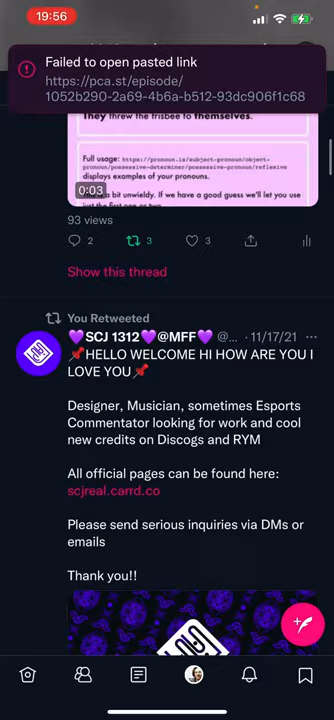 19:56
Failed to open pasted link
https://pca.st/episode/
1052b290-2a69-4b6a-b512-93dc906f1c68
They threw the frisbee to themselves.
Full usage: https://pronoun.is/subject-pronoun/object-
pronoun/possessive-determiner/possessive-pronoun/reflexive
displays examples of your pronouns.
is a bit unwieldy. If we have a good guess we'll let you use
just the first one or two.
0:03
93 views
2 3 3
Show this thread
You Retweeted
💜SCJ 1312💜@MFF💜 @... · 11/17/21
📌HELLO WELCOME HI HOW ARE YOU I
LOVE YOU📌
Designer, Musician, sometimes Esports
Commentator looking for work and cool
new credits on Discogs and RYM
All official pages can be found here:
scjreal.carrd.co
Please send serious inquiries via DMs or
emails
Thank you!!